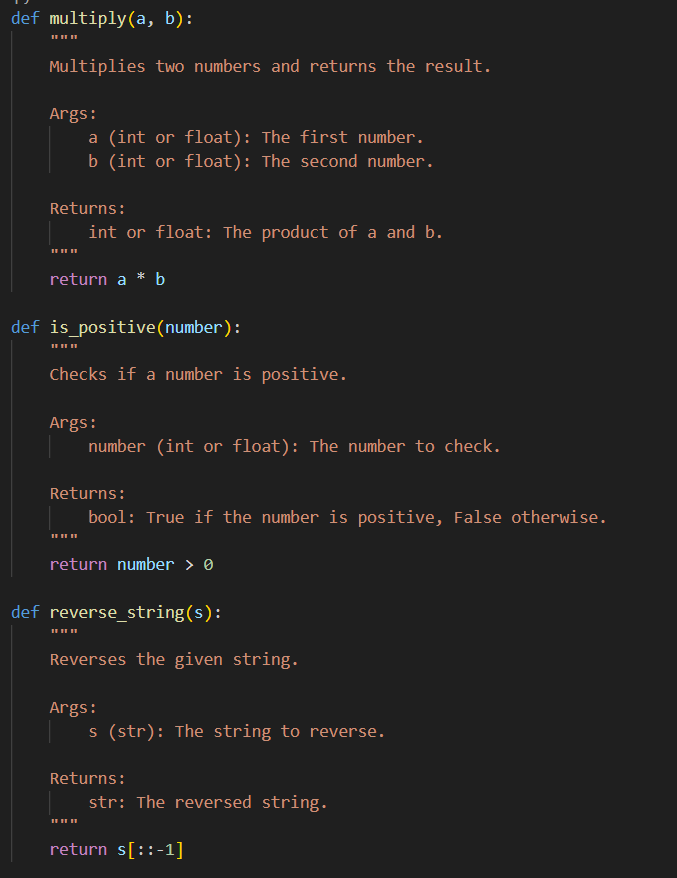 def multiply(a, b):
    """
    Multiplies two numbers and returns the result.

    Args:
        a (int or float): The first number.
        b (int or float): The second number.

    Returns:
        int or float: The product of a and b.
    """
    return a * b

def is_positive(number):
    """
    Checks if a number is positive.

    Args:
        number (int or float): The number to check.

    Returns:
        bool: True if the number is positive, False otherwise.
    """
    return number > 0

def reverse_string(s):
    """
    Reverses the given string.

    Args:
        s (str): The string to reverse.

    Returns:
        str: The reversed string.
    """
    return s[::-1]